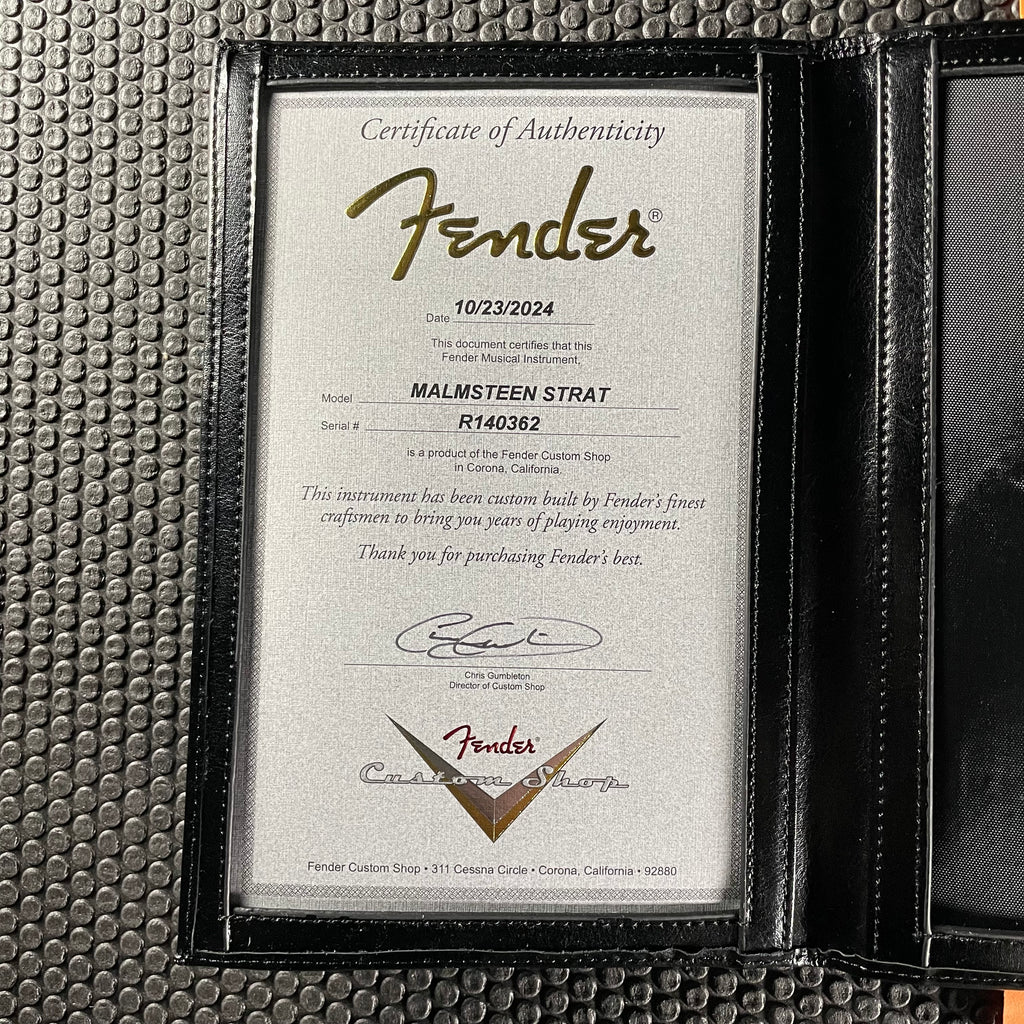 Certificate of Authenticity
Fender®
Date 10/23/2024
This document certifies that this
Fender Musical Instrument,
Model MALMSTEEN STRAT
Serial # R140362
is a product of the Fender Custom Shop
in Corona, California.
This instrument has been custom built by Fender's finest
craftsmen to bring you years of playing enjoyment.
Thank you for purchasing Fender's best.
Chris Gumbleton
Director of Custom Shop
Fender®
Custom Shop
Fender Custom Shop • 311 Cessna Circle • Corona, California • 92880